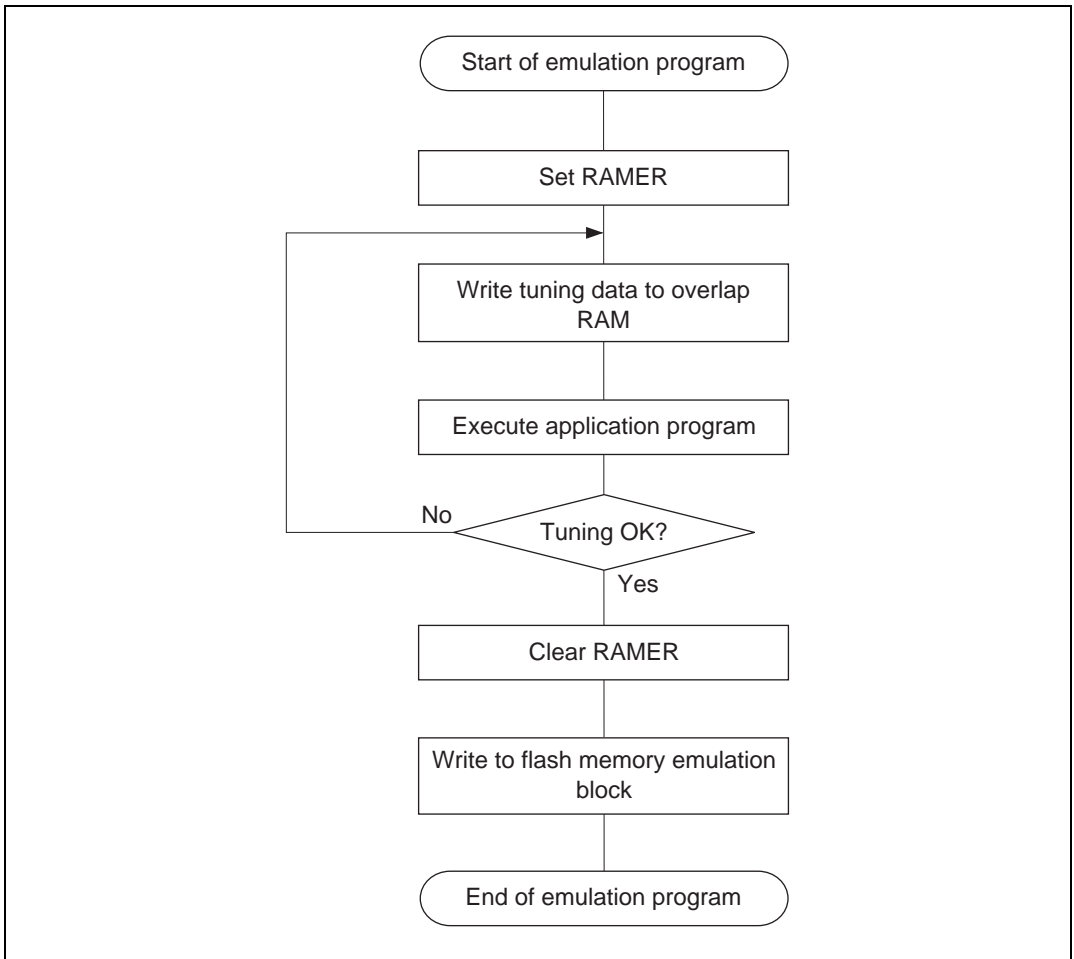 Start of emulation program
Set RAMER
Write tuning data to overlap
RAM
Execute application program
No
Tuning OK?
Yes
Clear RAMER
Write to flash memory emulation
block
End of emulation program